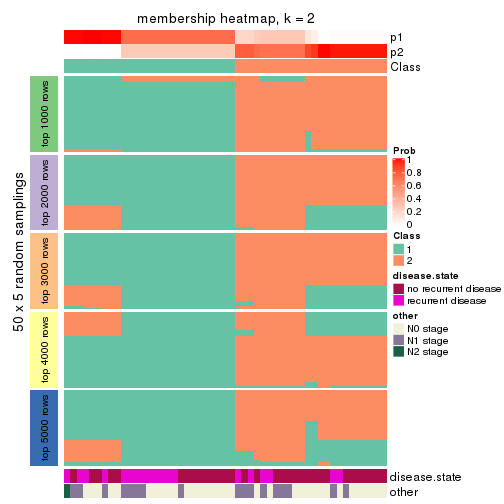 membership heatmap, k = 2
p1
p2
Class
50 x 5 random samplings
top 1000 rows
top 2000 rows
top 3000 rows
top 4000 rows
top 5000 rows
Prob
1
0.8
0.6
0.4
0.2
0
Class
1
2
disease.state
no recurrent disease
recurrent disease
other
N0 stage
N1 stage
N2 stage
disease.state
other